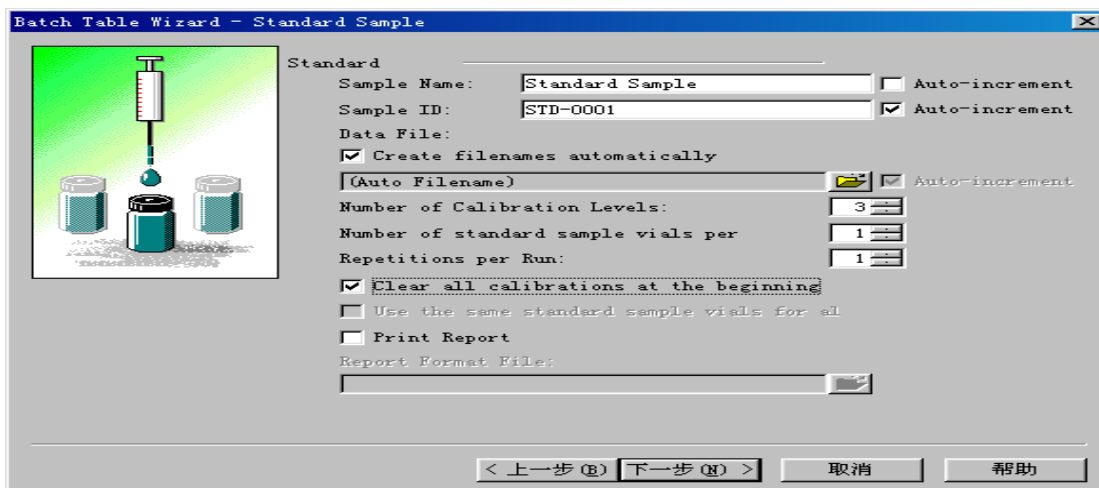 Batch Table Wizard - Standard Sample
Standard
Sample Name: Standard Sample Auto-increment
Sample ID: STD-0001 Auto-increment
Data File:
Create filenames automatically
(Auto Filename) Auto-increment
Number of Calibration Levels: 3
Number of standard sample vials per 1
Repetitions per Run: 1
Clear all calibrations at the beginning
Use the same standard sample vials for al
Print Report
Report Format File:
< 上一步(B) 下一步(N) > 取消 帮助